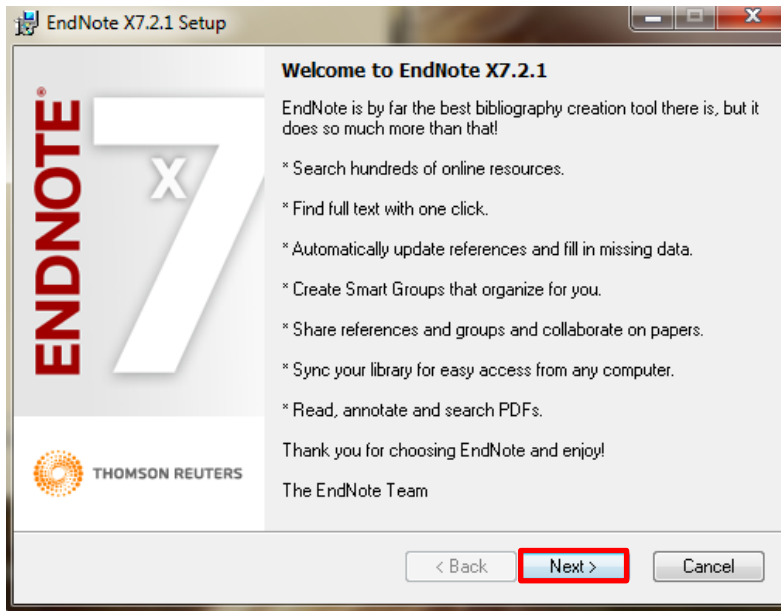 EndNote X7.2.1 Setup
ENDNOTE®
X7
THOMSON REUTERS
Welcome to EndNote X7.2.1
EndNote is by far the best bibliography creation tool there is, but it
does so much more than that!
* Search hundreds of online resources.
* Find full text with one click.
* Automatically update references and fill in missing data.
* Create Smart Groups that organize for you.
* Share references and groups and collaborate on papers.
* Sync your library for easy access from any computer.
* Read, annotate and search PDFs.
Thank you for choosing EndNote and enjoy!
The EndNote Team
< Back Next > Cancel